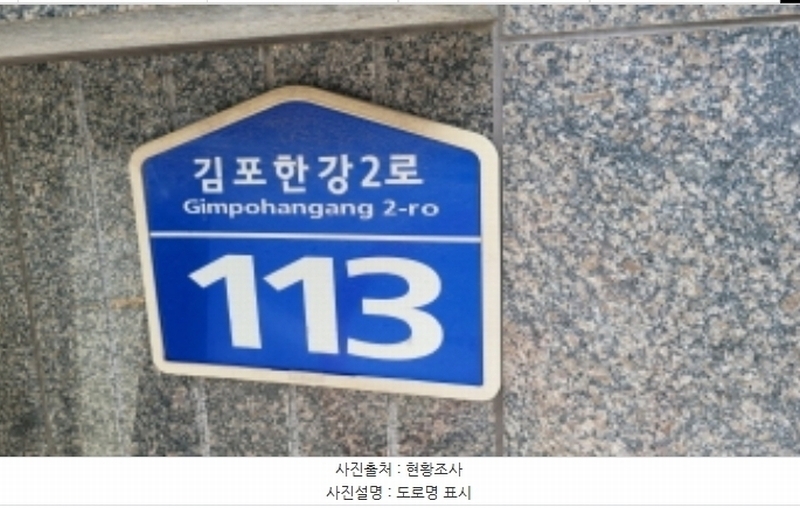 김포한강2로
Gimpohangang 2-ro
113
사진출처 : 현황조사
사진설명 : 도로명 표시